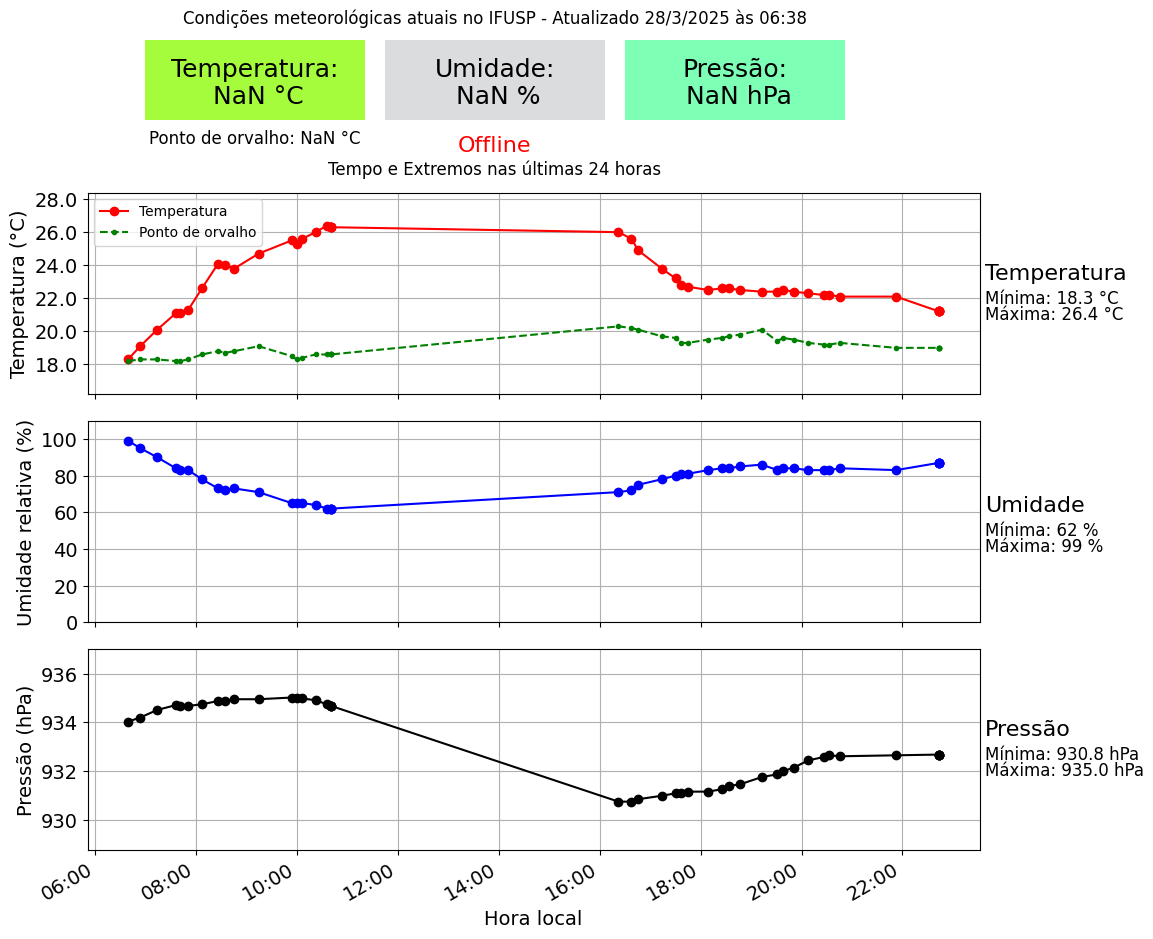 Condições meteorológicas atuais no IFUSP - Atualizado 28/3/2025 às 06:38
Temperatura:
NaN °C
Umidade:
NaN %
Pressão:
NaN hPa
Ponto de orvalho: NaN °C
Offline
Tempo e Extremos nas últimas 24 horas
Temperatura (°C)
28.0
26.0
24.0
22.0
20.0
18.0
Temperatura
Ponto de orvalho
Temperatura
Mínima: 18.3 °C
Máxima: 26.4 °C
Umidade relativa (%)
100
80
60
40
20
0
Umidade
Mínima: 62 %
Máxima: 99 %
Pressão (hPa)
936
934
932
930
Pressão
Mínima: 930.8 hPa
Máxima: 935.0 hPa
06:00
08:00
10:00
12:00
14:00
16:00
18:00
20:00
22:00
Hora local